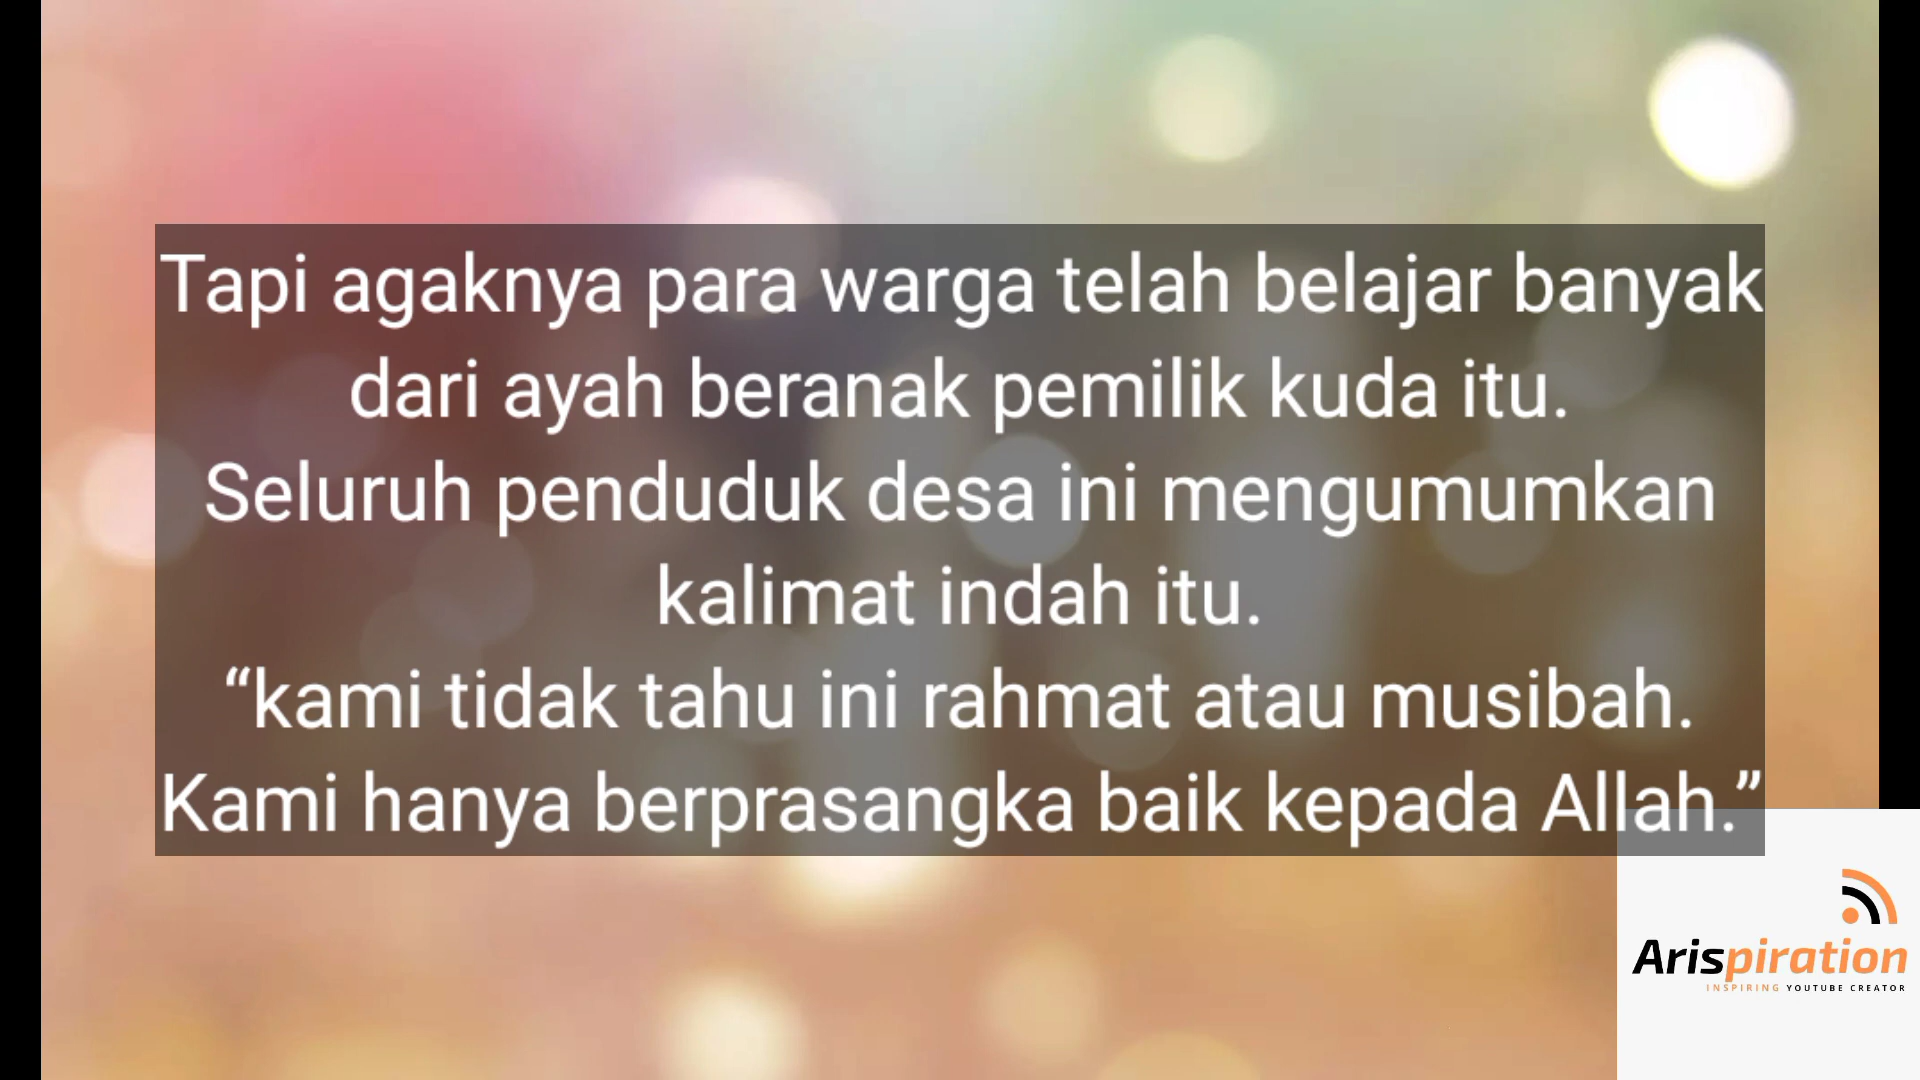 Tapi agaknya para warga telah belajar banyak
dari ayah beranak pemilik kuda itu.
Seluruh penduduk desa ini mengumumkan
kalimat indah itu.
“kami tidak tahu ini rahmat atau musibah.
Kami hanya berprasangka baik kepada Allah.”
Arispiration
INSPIRING YOUTUBE CREATOR